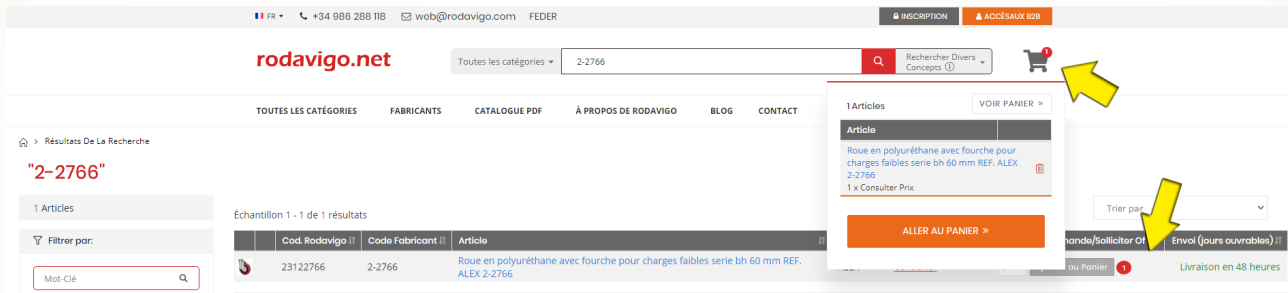 FR
+34 986 288 118
web@rodavigo.com
FEDER
INSCRIPTION
ACCÈSAUX B2B
rodavigo.net
Toutes les catégories
2-2766
Rechercher Divers
Concepts
1
TOUTES LES CATÉGORIES
FABRICANTS
CATALOGUE PDF
À PROPOS DE RODAVIGO
BLOG
CONTACT
1 Articles
VOIR PANIER »
Article
Roue en polyuréthane avec fourche pour
charges faibles serie bh 60 mm REF. ALEX
2-2766
1 x Consulter Prix
ALLER AU PANIER »
> Résultats De La Recherche
"2-2766"
1 Articles
Filtrer por:
Mot-Clé
Échantillon 1 - 1 de 1 résultats
Trier par
Cod. Rodavigo
Code Fabricant
Article
Envoi (jours ouvrables)
23122766
2-2766
Roue en polyuréthane avec fourche pour charges faibles serie bh 60 mm REF.
ALEX 2-2766
au Panier
1
Livraison en 48 heures